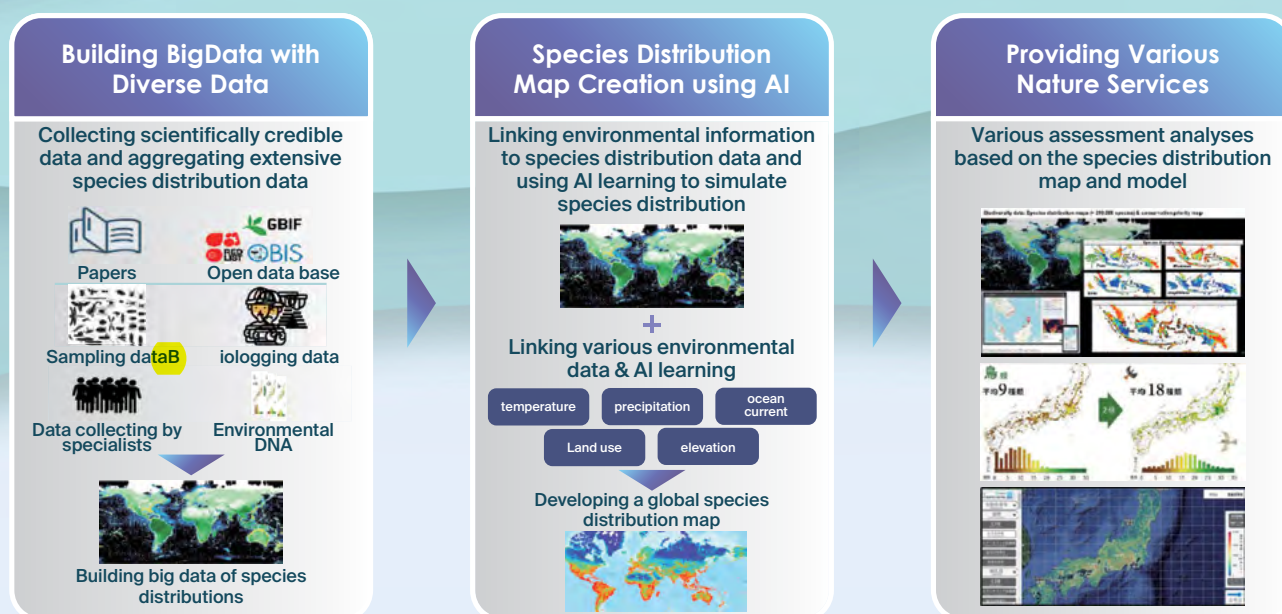 Building BigData with
Diverse Data
Collecting scientifically credible
data and aggregating extensive
species distribution data
GBIF
RED
LIST
OBIS
Papers
Open data base
Sampling dataB
iologging data
Data collecting by
specialists
Environmental
DNA
Building big data of species
distributions
Species Distribution
Map Creation using AI
Linking environmental information
to species distribution data and
using AI learning to simulate
species distribution
+
Linking various environmental
data & AI learning
temperature
precipitation
ocean
current
Land use
elevation
Developing a global species
distribution map
Providing Various
Nature Services
Various assessment analyses
based on the species distribution
map and model
平均9種類
平均18種類